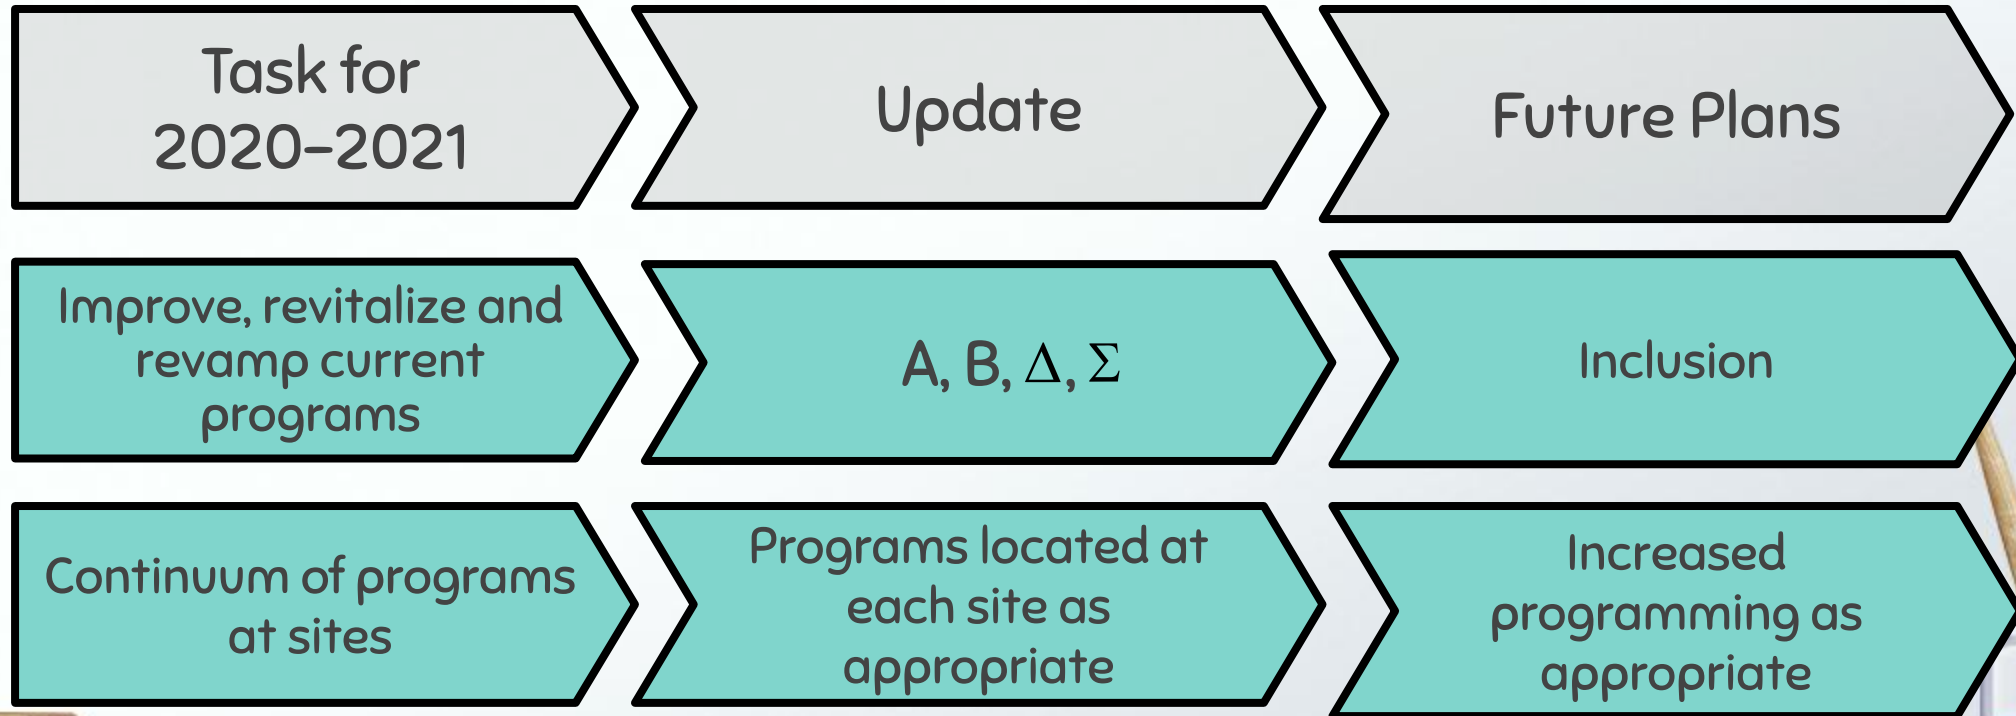 Task for
2020-2021
Update
Future Plans
Improve, revitalize and
revamp current
programs
A, B, Δ, Σ
Inclusion
Continuum of programs
at sites
Programs located at
each site as
appropriate
Increased
programming as
appropriate